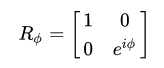 R_ϕ = [ 1 0
0 e^{iϕ} ]